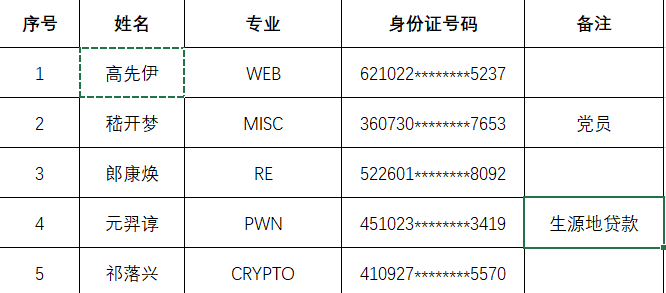 序号 姓名 专业 身份证号码 备注
1 高先伊 WEB 621022********5237
2 嵇开梦 MISC 360730********7653 党员
3 郎康焕 RE 522601********8092
4 元羿谆 PWN 451023********3419 生源地贷款
5 祁落兴 CRYPTO 410927********5570